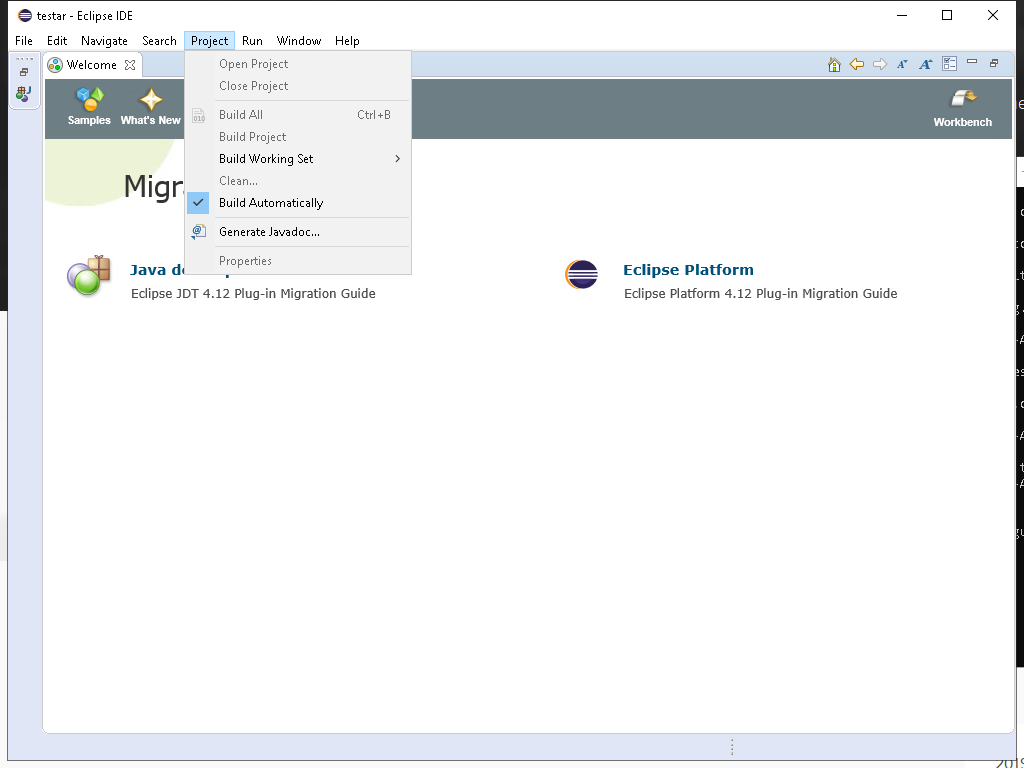 testar - Eclipse IDE
File Edit Navigate Search Project Run Window Help
Welcome
Open Project
Close Project
Samples
What's New
Workbench
Build All Ctrl+B
Build Project
Build Working Set
Clean...
Build Automatically
Generate Javadoc...
Properties
Migr
Java de
Eclipse JDT 4.12 Plug-in Migration Guide
Eclipse Platform
Eclipse Platform 4.12 Plug-in Migration Guide